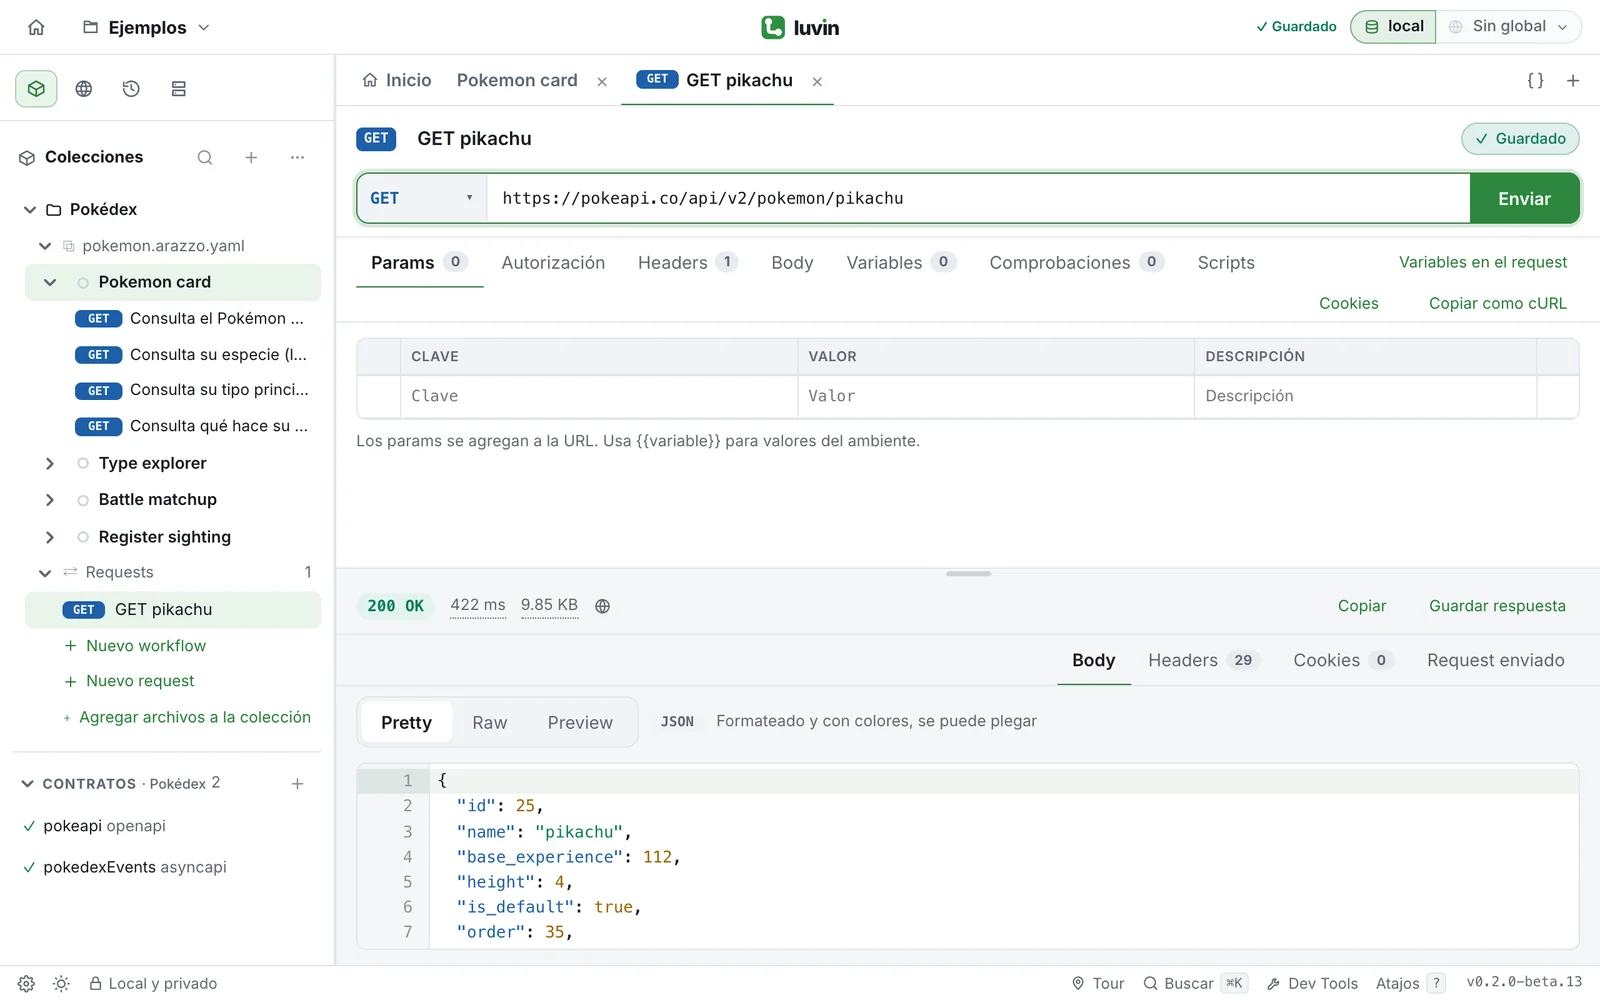 Ejemplos
luvin
Guardado
local
Sin global
Inicio
Pokemon card
GET GET pikachu
{} +
Colecciones
Pokédex
pokemon.arazzo.yaml
Pokemon card
GET Consulta el Pokémon ...
GET Consulta su especie (l...
GET Consulta su tipo princi...
GET Consulta qué hace su ...
Type explorer
Battle matchup
Register sighting
Requests 1
GET GET pikachu
+ Nuevo workflow
+ Nuevo request
+ Agregar archivos a la colección
CONTRATOS · Pokédex 2 +
pokeapi openapi
pokedexEvents asyncapi
GET GET pikachu
Guardado
GET https://pokeapi.co/api/v2/pokemon/pikachu Enviar
Params 0 Autorización Headers 1 Body Variables 0 Comprobaciones 0 Scripts Variables en el request
Cookies Copiar como cURL
CLAVE VALOR DESCRIPCIÓN
Clave Valor Descripción
Los params se agregan a la URL. Usa {{variable}} para valores del ambiente.
200 OK 422 ms 9.85 KB Copiar Guardar respuesta
Body Headers 29 Cookies 0 Request enviado
Pretty Raw Preview JSON Formateado y con colores, se puede plegar
1 {
2 "id": 25,
3 "name": "pikachu",
4 "base_experience": 112,
5 "height": 4,
6 "is_default": true,
7 "order": 35,
Local y privado
Tour Buscar ⌘K Dev Tools Atajos ? v0.2.0-beta.13